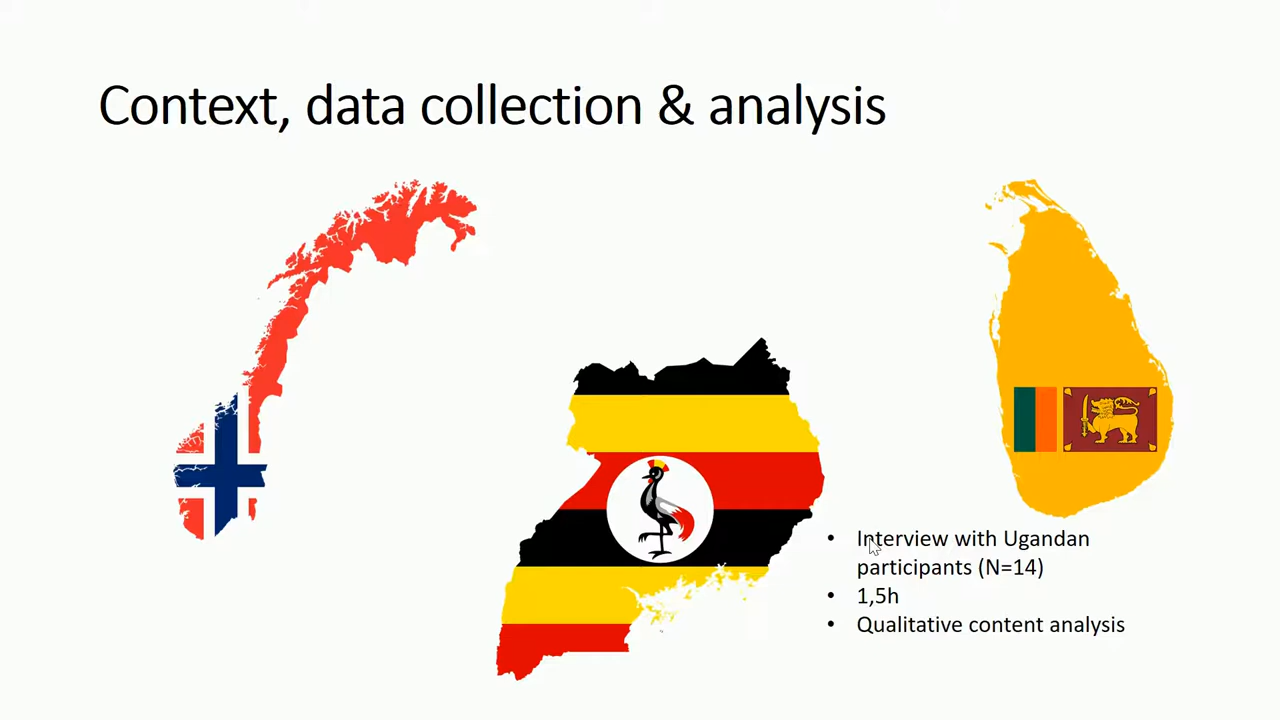 Context, data collection & analysis
• Interview with Ugandan
participants (N=14)
• 1,5h
• Qualitative content analysis